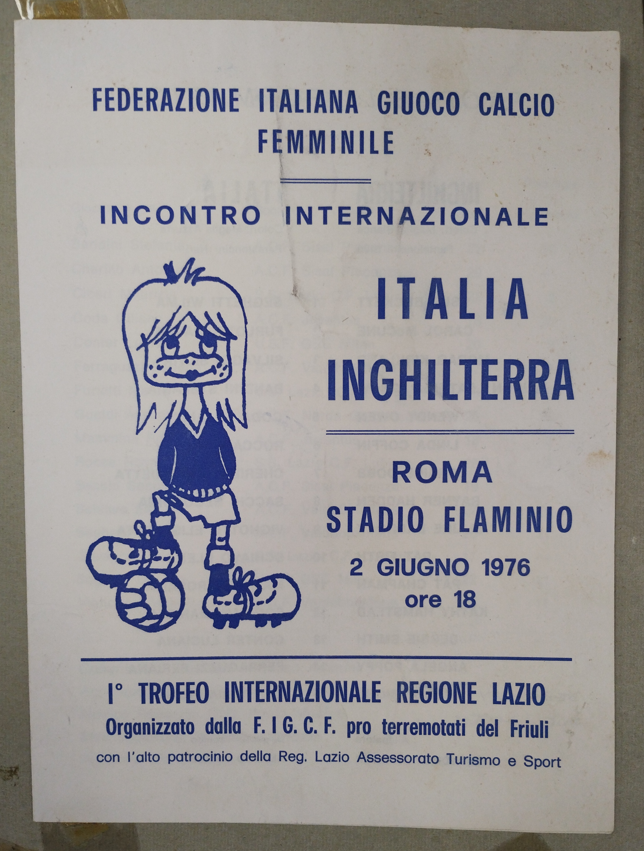 FEDERAZIONE ITALIANA GIUOCO CALCIO
FEMMINILE
INCONTRO INTERNAZIONALE
ITALIA
INGHILTERRA
ROMA
STADIO FLAMINIO
2 GIUGNO 1976
ore 18
I° TROFEO INTERNAZIONALE REGIONE LAZIO
Organizzato dalla F. I G. C. F. pro terremotati del Friuli
con l'alto patrocinio della Reg. Lazio Assessorato Turismo e Sport